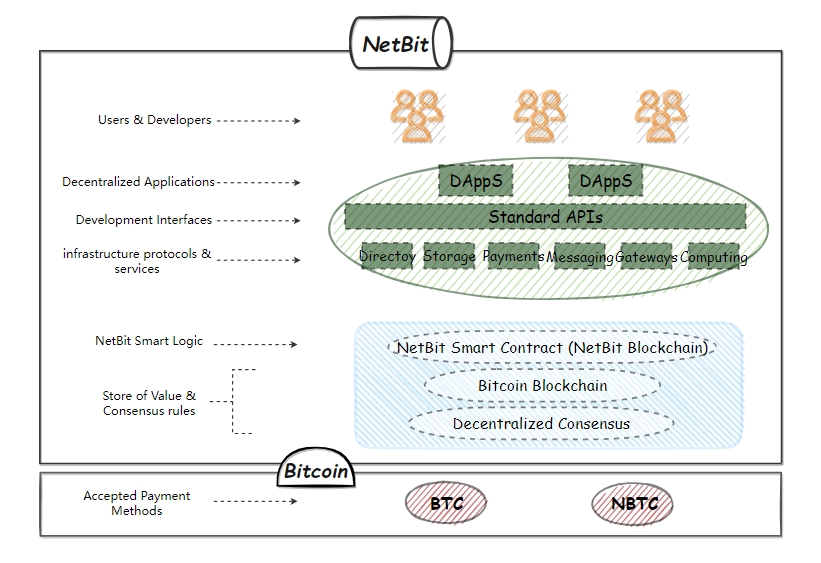 NetBit
Users & Developers
Decentralized Applications
DAppS DAppS
Development Interfaces
Standard APIs
infrastructure protocols &
services
Directoy Storage Payments Messaging Gateways Computing
NetBit Smart Logic
NetBit Smart Contract (NetBit Blockchain)
Store of Value &
Consensus rules
Bitcoin Blockchain
Decentralized Consensus
Bitcoin
Accepted Payment
Methods
BTC NBTC